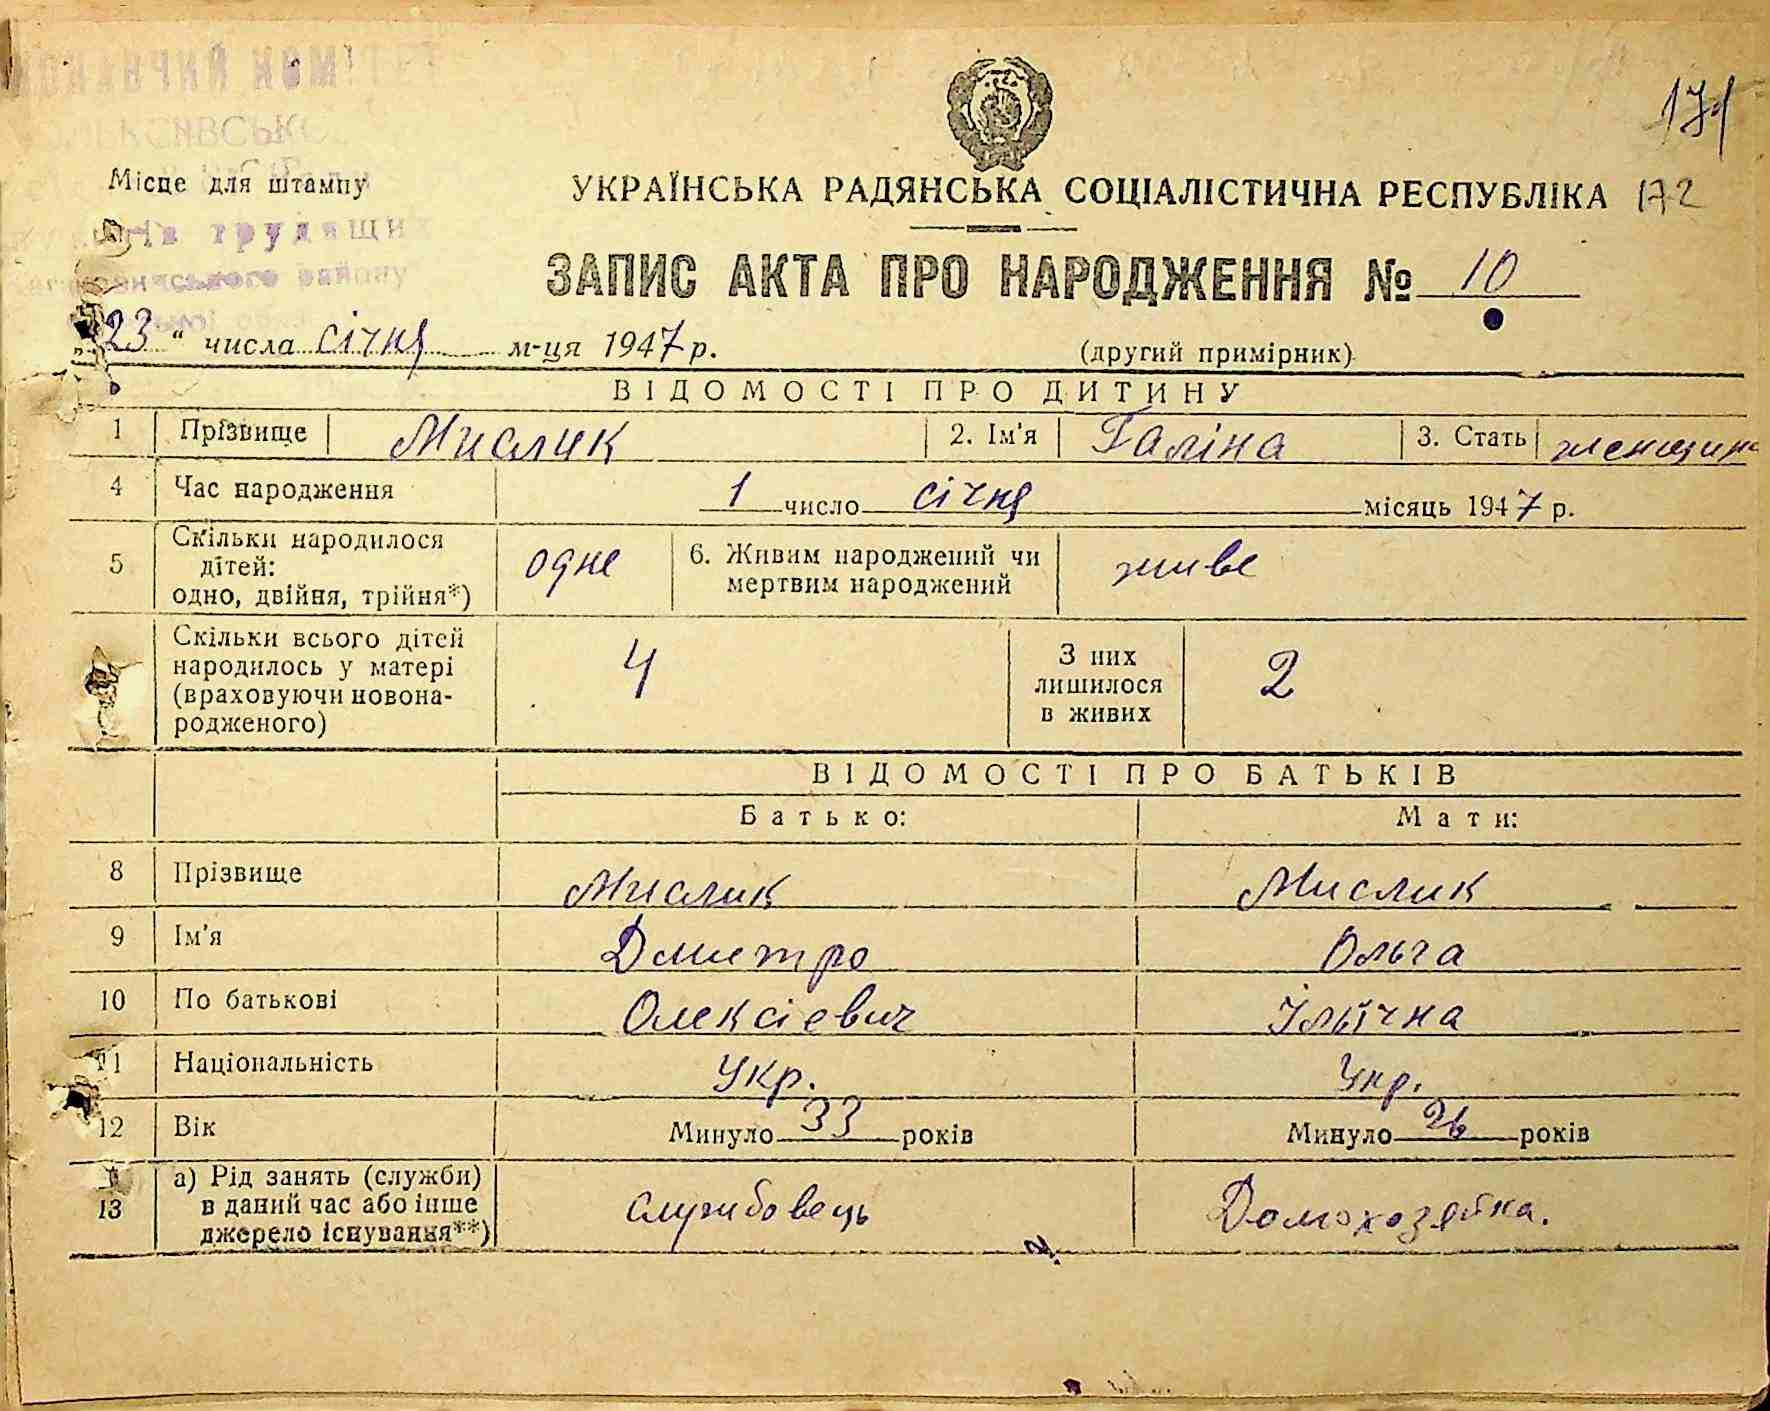 171
Місце для штампу
УКРАЇНСЬКА РАДЯНСЬКА СОЦІАЛІСТИЧНА РЕСПУБЛІКА 172
трудящих
району
ЗАПИС АКТА ПРО НАРОДЖЕННЯ № 10
23 " числа січня м-ця 1947 р. (другий примірник)
ВІДОМОСТІ ПРО ДИТИНУ
1 Прізвище Мислик 2. Ім'я Галіна 3. Стать женщина
4 Час народження 1 число січня місяць 1947 р.
5 Скільки народилося дітей: одно, двійня, трійня*) одне 6. Живим народжений чи мертвим народжений живе
Скільки всього дітей народилось у матері (враховуючи новонародженого) 4 З них лишилося в живих 2
ВІДОМОСТІ ПРО БАТЬКІВ
Батько: Мати:
8 Прізвище Мислик Мислик
9 Ім'я Дмитро Ольга
10 По батькові Олексієвич Ільїчна
11 Національність Укр. Укр.
12 Вік Минуло 33 років Минуло 26 років
13 а) Рід занять (служби) в даний час або інше джерело існування**) службовець Домохозяйка.